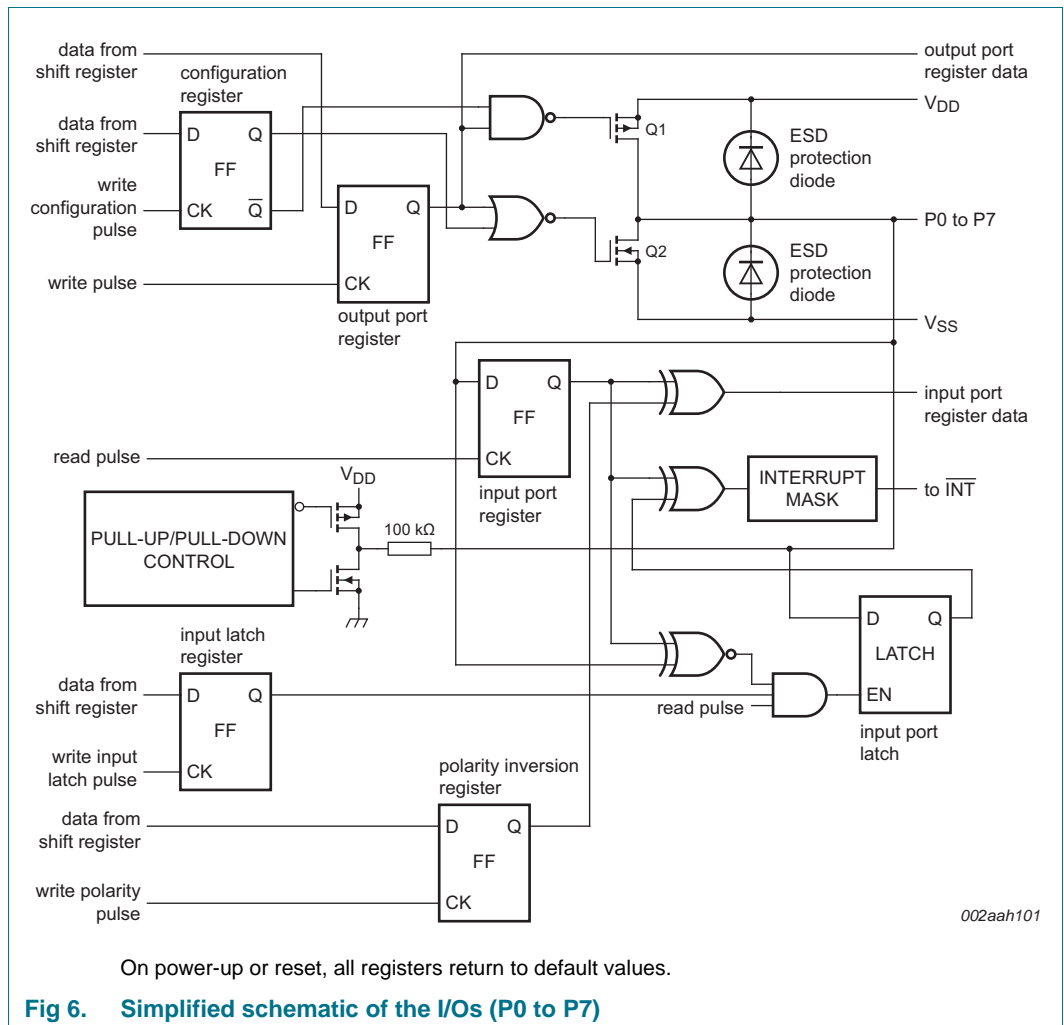 data from
shift register
configuration
register
data from
shift register
D
Q
FF
write
configuration
pulse
CK
Q̅
D
Q
FF
CK
write pulse
output port
register
Q1
Q2
output port
register data
VDD
ESD
protection
diode
P0 to P7
ESD
protection
diode
VSS
D
Q
FF
CK
read pulse
input port
register
input port
register data
INTERRUPT
MASK
to I̅N̅T̅
VDD
PULL-UP/PULL-DOWN
CONTROL
100 kΩ
input latch
register
data from
shift register
D
Q
FF
write input
latch pulse
CK
read pulse
D
Q
LATCH
EN
input port
latch
polarity inversion
register
data from
shift register
D
Q
FF
write polarity
pulse
CK
002aah101
On power-up or reset, all registers return to default values.
Fig 6. Simplified schematic of the I/Os (P0 to P7)